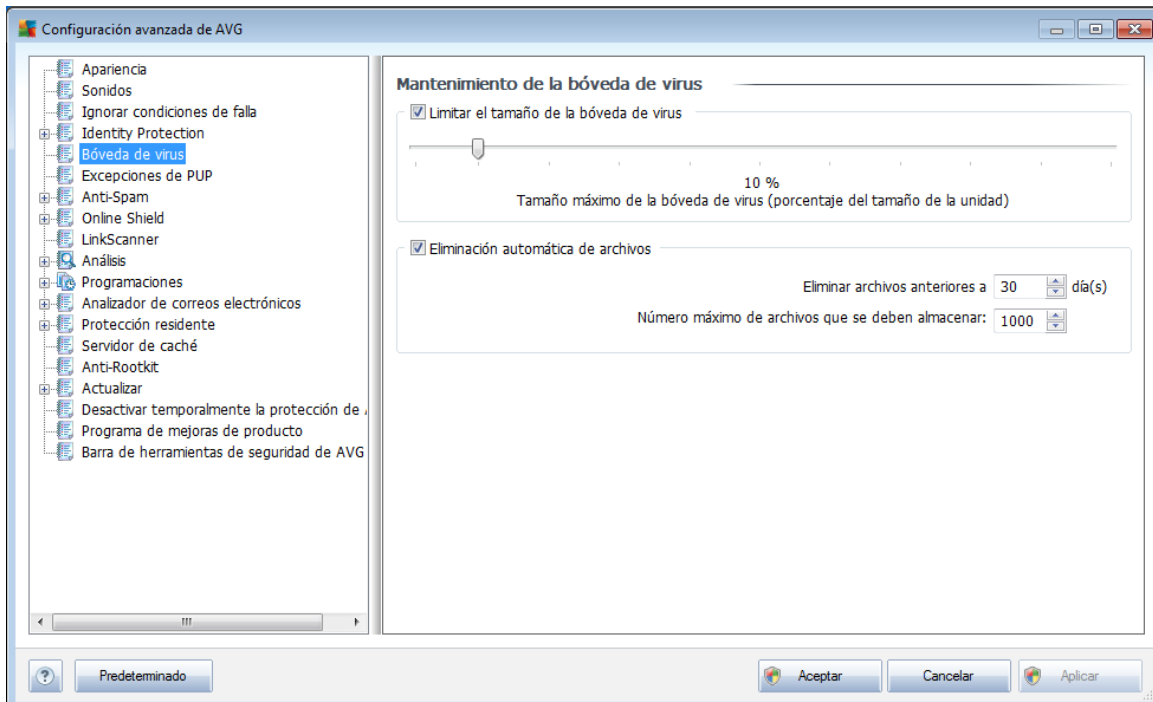 Configuración avanzada de AVG
Apariencia
Sonidos
Ignorar condiciones de falla
Identity Protection
Bóveda de virus
Excepciones de PUP
Anti-Spam
Online Shield
LinkScanner
Análisis
Programaciones
Analizador de correos electrónicos
Protección residente
Servidor de caché
Anti-Rootkit
Actualizar
Desactivar temporalmente la protección de
Programa de mejoras de producto
Barra de herramientas de seguridad de AVG
Mantenimiento de la bóveda de virus
Limitar el tamaño de la bóveda de virus
10 %
Tamaño máximo de la bóveda de virus (porcentaje del tamaño de la unidad)
Eliminación automática de archivos
Eliminar archivos anteriores a 30 día(s)
Número máximo de archivos que se deben almacenar: 1000
? Predeterminado Aceptar Cancelar Aplicar